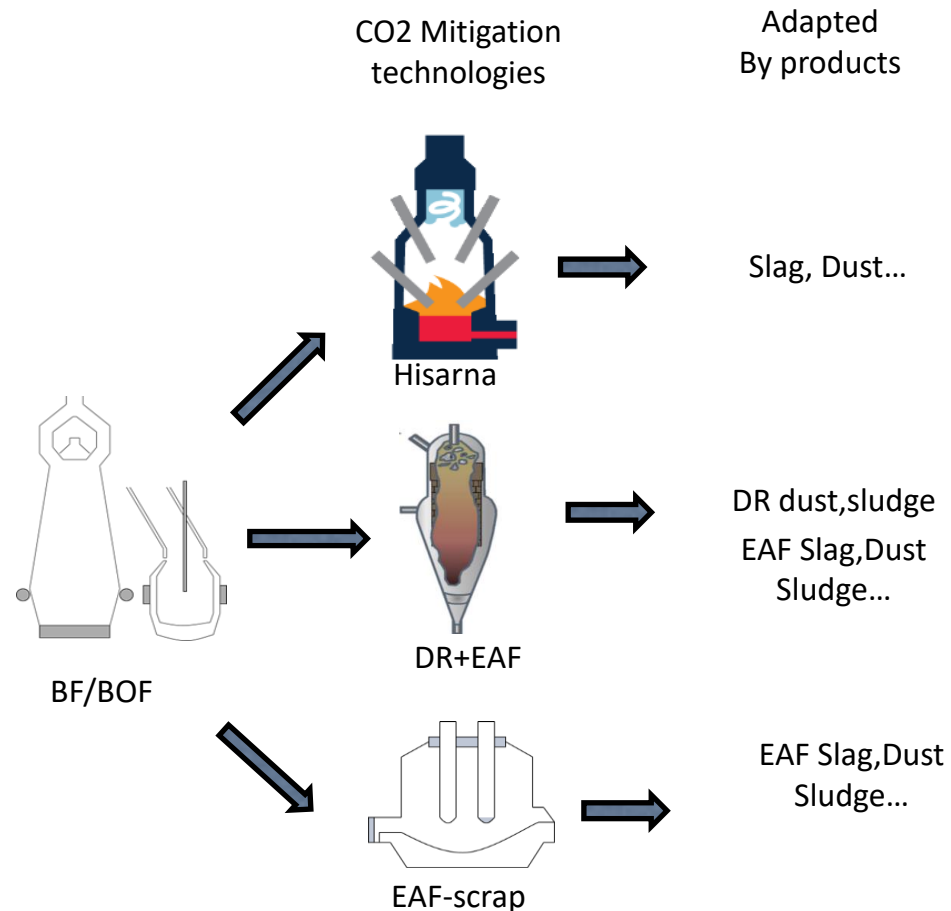 CO2 Mitigation
technologies
Adapted
By products
Hisarna
Slag, Dust...
BF/BOF
DR+EAF
DR dust,sludge
EAF Slag,Dust
Sludge...
EAF-scrap
EAF Slag,Dust
Sludge...